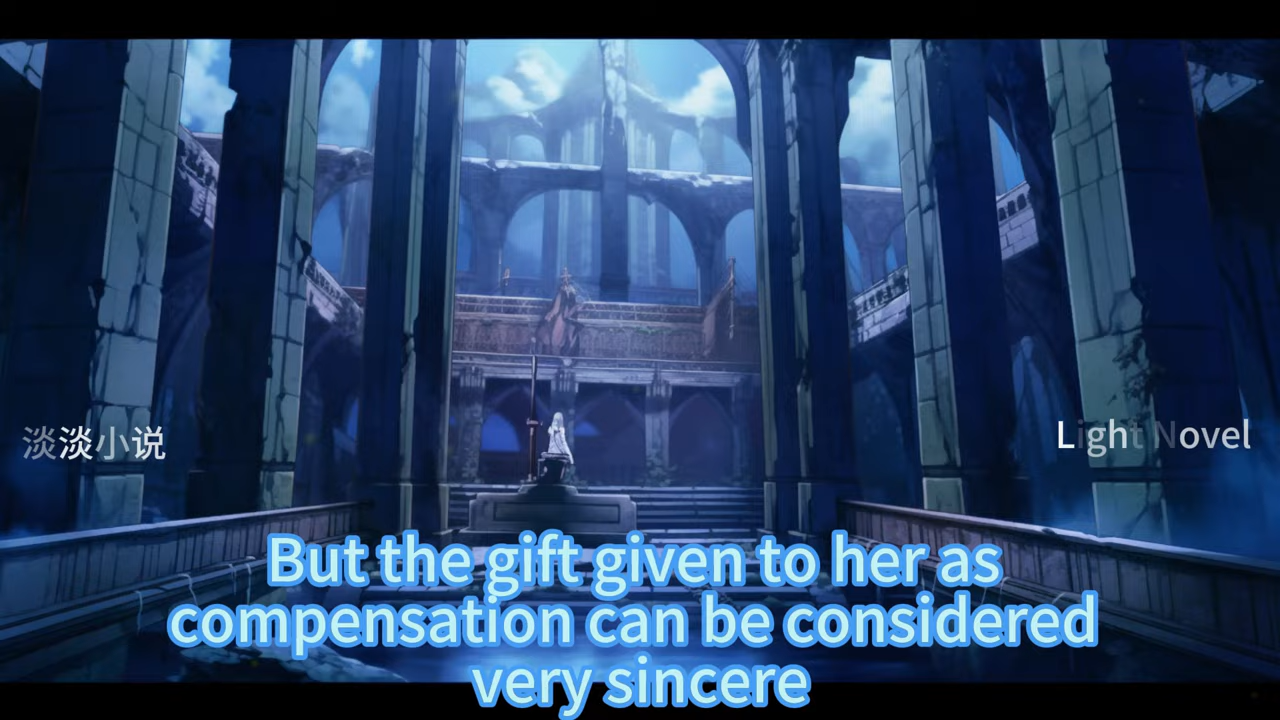 淡淡小说
Light Novel
But the gift given to her as
compensation can be considered
very sincere